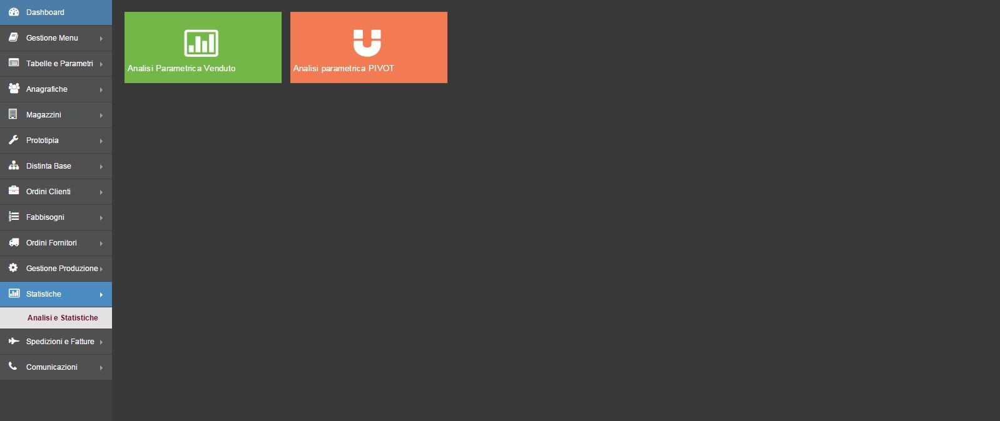 Dashboard
Gestione Menu
Tabelle e Parametri
Anagrafiche
Magazzini
Prototipia
Distinta Base
Ordini Clienti
Fabbisogni
Ordini Fornitori
Gestione Produzione
Statistiche
Analisi e Statistiche
Spedizioni e Fatture
Comunicazioni
Analisi Parametrica Venduto
Analisi parametrica PIVOT